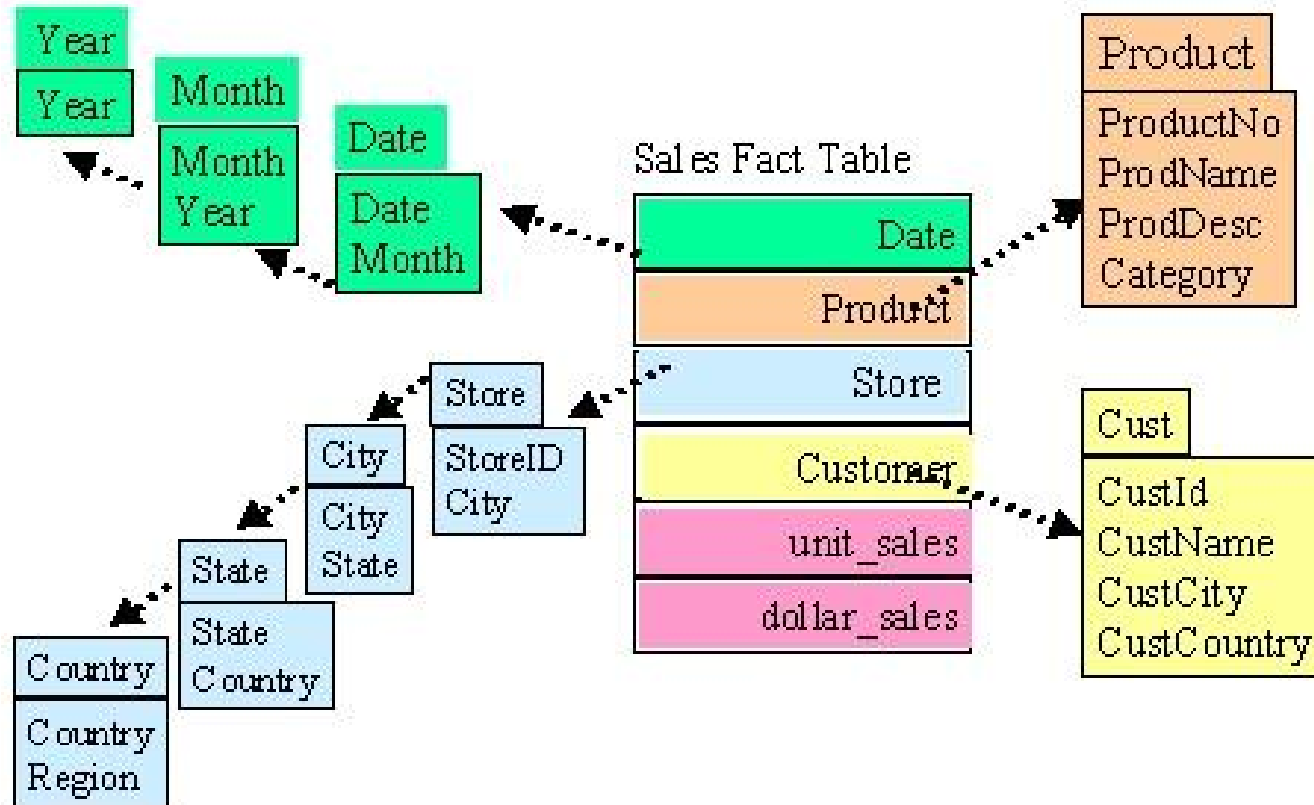 Year
Year
Month
Month
Year
Date
Date
Month
Sales Fact Table
Date
Product
Store
Customer
unit_sales
dollar_sales
Product
ProductNo
ProdName
ProdDesc
Category
Store
StoreID
City
City
City
State
State
State
Country
Country
Country
Region
Cust
CustId
CustName
CustCity
CustCountry